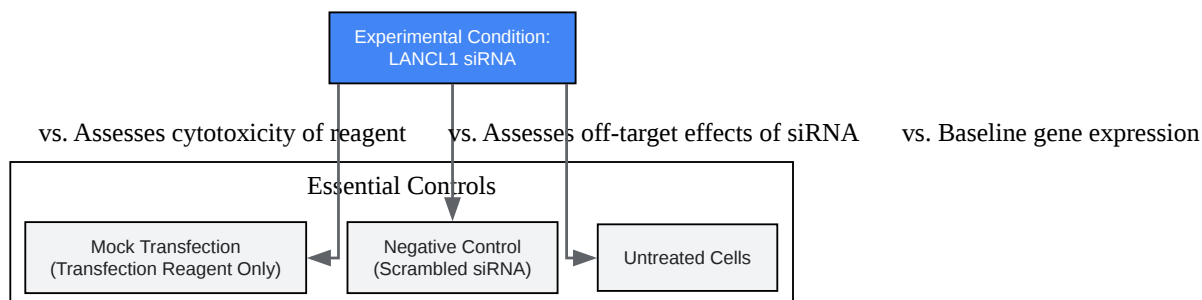 Experimental Condition:
LANCL1 siRNA
vs. Assesses cytotoxicity of reagent
vs. Assesses off-target effects of siRNA
vs. Baseline gene expression
Essential Controls
Mock Transfection
(Transfection Reagent Only)
Negative Control
(Scrambled siRNA)
Untreated Cells